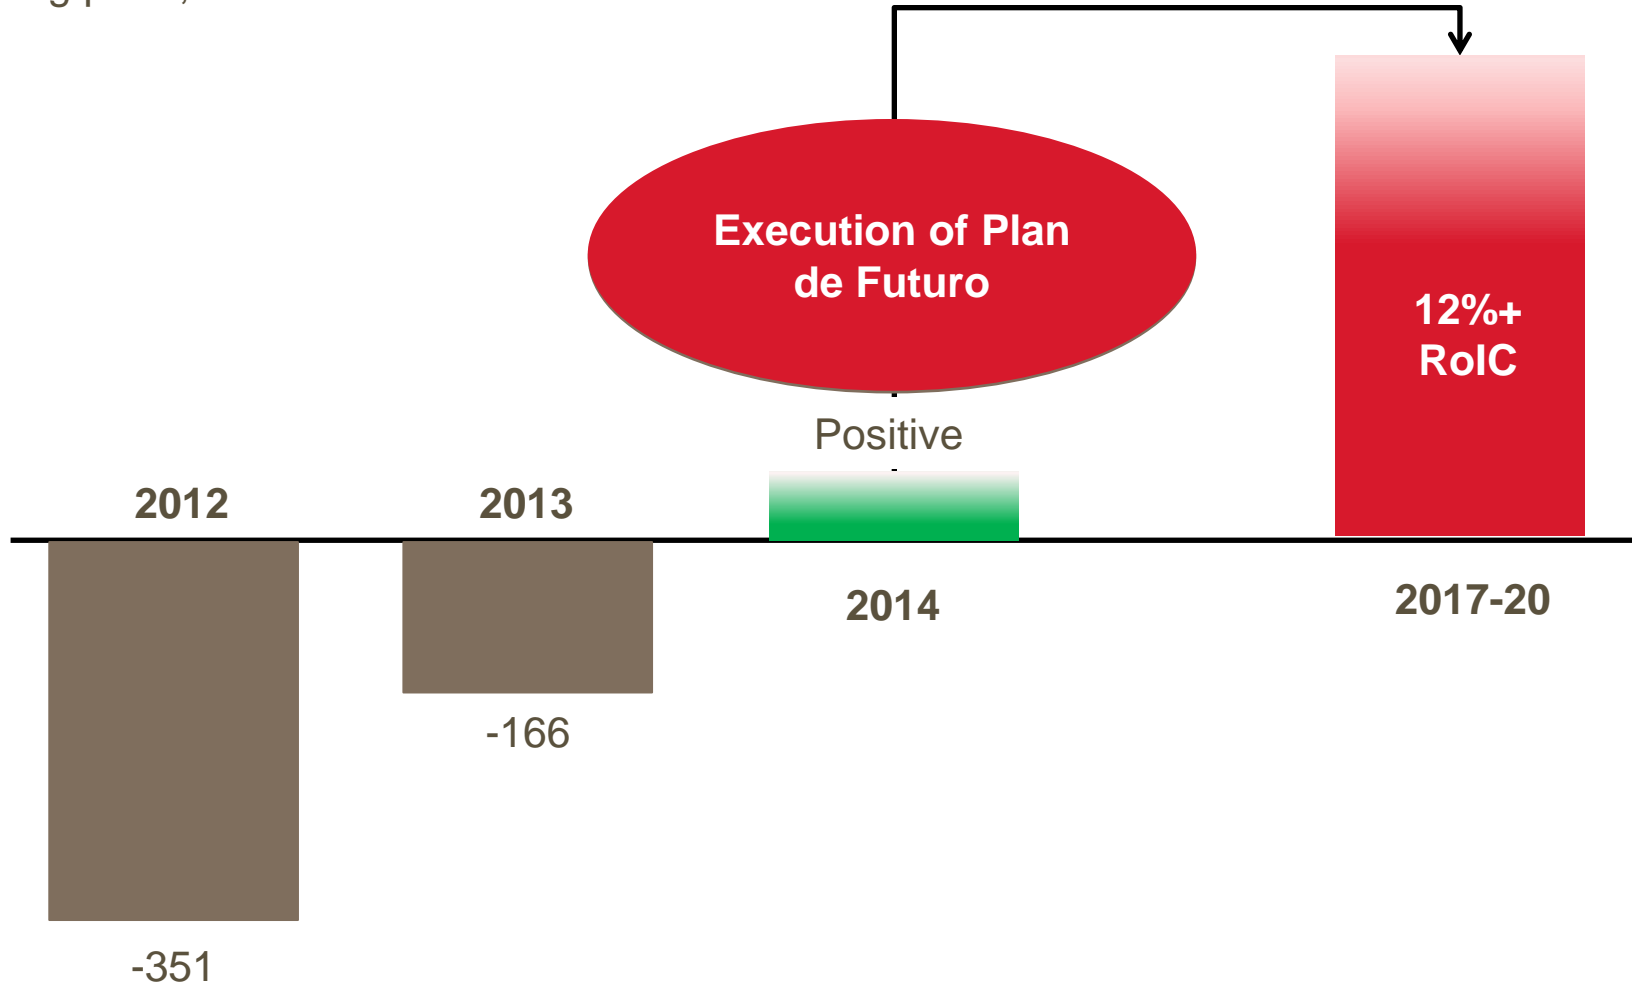 Execution of Plan
de Futuro
12%+
RoIC
Positive
2012
2013
2014
2017-20
-166
-351